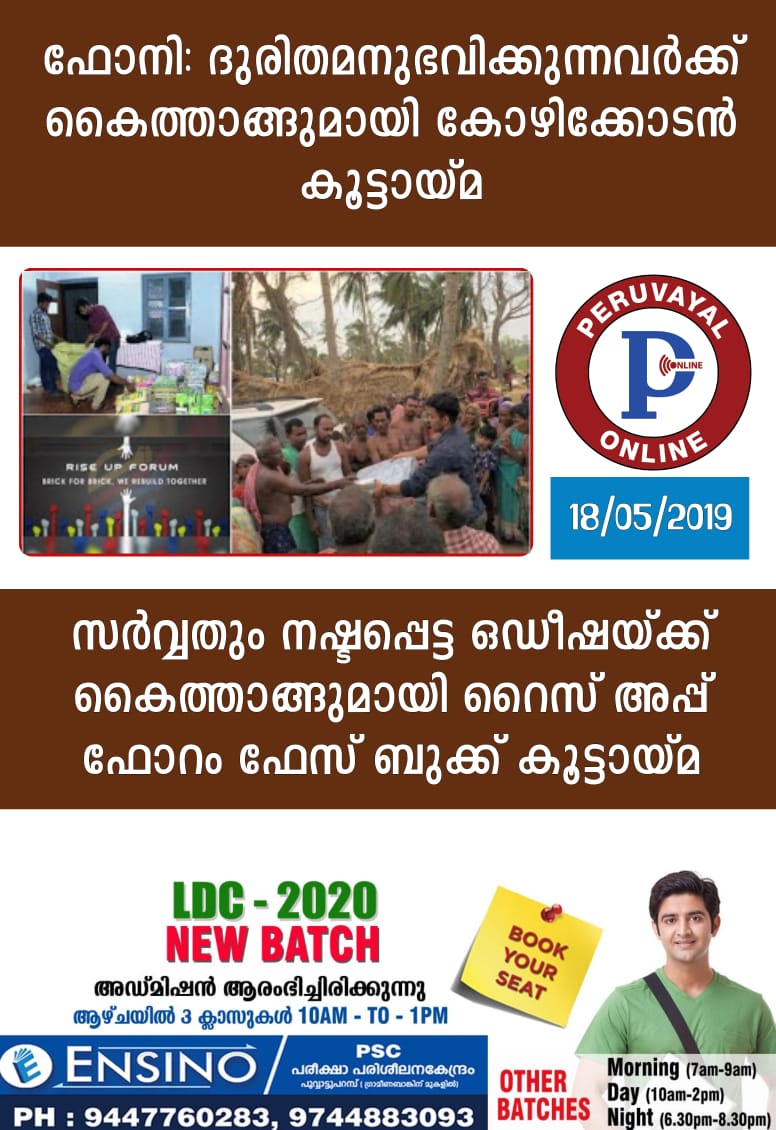 ഫോനി: ദുരിതമനുഭവിക്കുന്നവർക്ക്
കൈത്താങ്ങുമായി കോഴിക്കോടൻ
കൂട്ടായ്മ
RISE UP FORUM
BRICK FOR BRICK, WE REBUILD TOGETHER
PERUVAYAL
P
ONLINE
ONLINE
18/05/2019
സർവ്വതും നഷ്ടപ്പെട്ട ഒഡീഷയ്ക്ക്
കൈത്താങ്ങുമായി റൈസ് അപ്പ്
ഫോറം ഫേസ് ബുക്ക് കൂട്ടായ്മ
LDC - 2020
NEW BATCH
അഡ്മിഷൻ ആരംഭിച്ചിരിക്കുന്നു
ആഴ്ചയിൽ 3 ക്ലാസുകൾ 10AM - TO - 1PM
BOOK
YOUR
SEAT
ENSINO
PSC
പരീക്ഷാ പരിശീലനകേന്ദ്രം
പൂവ്വാട്ടുപറമ്പ് (ഗ്രാമീണബാങ്കിന് മുകളിൽ)
PH : 9447760283, 9744883093
OTHER
BATCHES
Morning (7am-9am)
Day (10am-2pm)
Night (6.30pm-8.30pm)